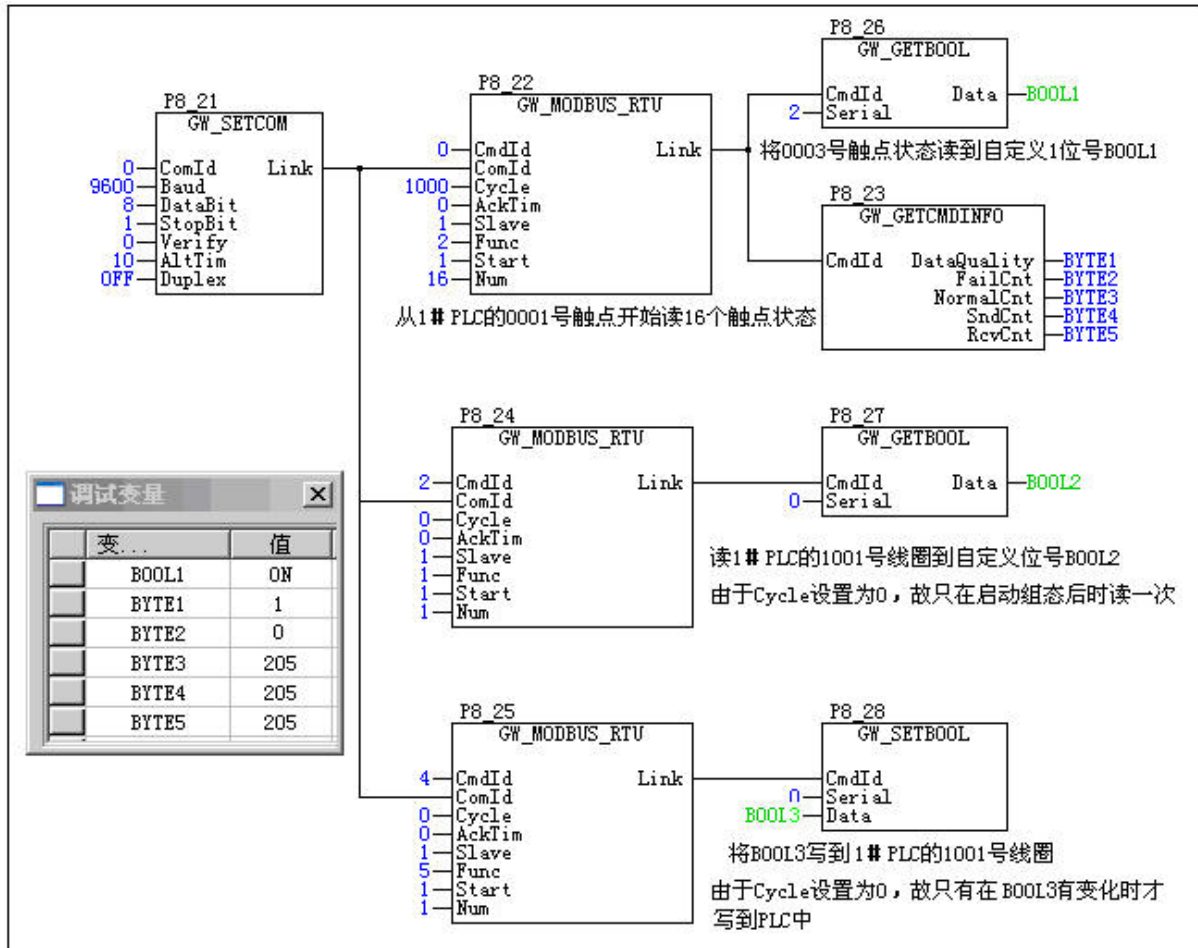 P8_21
GW_SETCOM
0 ComId Link
9600 Baud
8 DataBit
1 StopBit
0 Verify
10 AltTim
OFF Duplex
P8_22
GW_MODBUS_RTU
0 CmdId Link
ComId
1000 Cycle
0 AckTim
1 Slave
2 Func
1 Start
16 Num
从1# PLC的0001号触点开始读16个触点状态
P8_26
GW_GETBOOL
CmdId Data BOOL1
2 Serial
将0003号触点状态读到自定义1位号BOOL1
P8_23
GW_GETCMDINFO
CmdId DataQuality BYTE1
FailCnt BYTE2
NormalCnt BYTE3
SndCnt BYTE4
RcvCnt BYTE5
P8_24
GW_MODBUS_RTU
2 CmdId Link
ComId
0 Cycle
0 AckTim
1 Slave
1 Func
1 Start
1 Num
P8_27
GW_GETBOOL
CmdId Data BOOL2
0 Serial
读1# PLC的1001号线圈到自定义位号BOOL2
由于Cycle设置为0，故只在启动组态后时读一次
调试变量
变... 值
BOOL1 ON
BYTE1 1
BYTE2 0
BYTE3 205
BYTE4 205
BYTE5 205
P8_25
GW_MODBUS_RTU
4 CmdId Link
ComId
0 Cycle
0 AckTim
1 Slave
5 Func
1 Start
1 Num
P8_28
GW_SETBOOL
CmdId
0 Serial
BOOL3 Data
将BOOL3写到1# PLC的1001号线圈
由于Cycle设置为0，故只有在 BOOL3有变化时才
写到PLC中